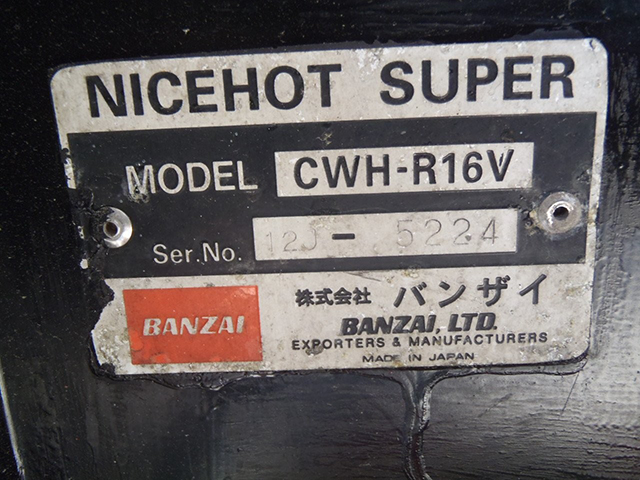 NICEHOT SUPER
MODEL CWH-R16V
Ser.No. 12J- 5224
BANZAI
株式会社 バンザイ
BANZAI, LTD.
EXPORTERS & MANUFACTURERS
MADE IN JAPAN